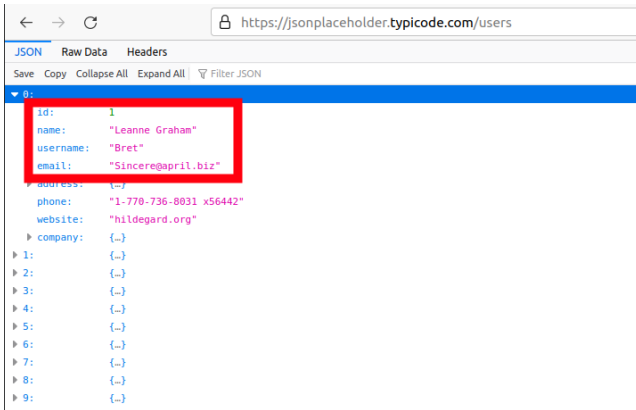 https://jsonplaceholder.typicode.com/users
JSON Raw Data Headers
Save Copy Collapse All Expand All Filter JSON
0:
id: 1
name: "Leanne Graham"
username: "Bret"
email: "Sincere@april.biz"
address: {…}
phone: "1-770-736-8031 x56442"
website: "hildegard.org"
company: {…}
1: {…}
2: {…}
3: {…}
4: {…}
5: {…}
6: {…}
7: {…}
8: {…}
9: {…}